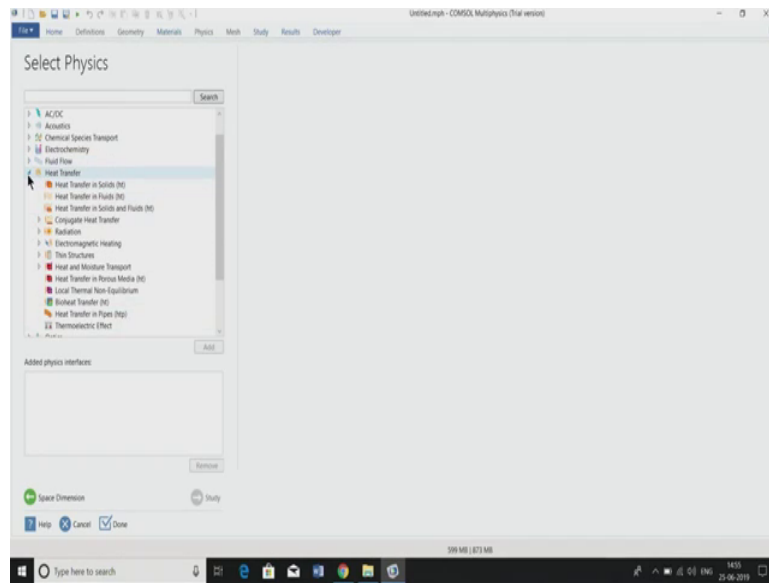 Untitled.mph - COMSOL Multiphysics (Trial version)
File Home Definitions Geometry Materials Physics Mesh Study Results Developer
Select Physics
Search
AC/DC
Acoustics
Chemical Species Transport
Electrochemistry
Fluid Flow
Heat Transfer
Heat Transfer in Solids (ht)
Heat Transfer in Fluids (ht)
Heat Transfer in Solids and Fluids (ht)
Conjugate Heat Transfer
Radiation
Electromagnetic Heating
Thin Structures
Heat and Moisture Transport
Heat Transfer in Porous Media (ht)
Local Thermal Non-Equilibrium
Bioheat Transfer (ht)
Heat Transfer in Pipes (htp)
Thermoelectric Effect
Add
Added physics interfaces:
Remove
Space Dimension
Study
Help Cancel Done
599 MB | 873 MB
Type here to search
ENG
14:55
25-06-2019